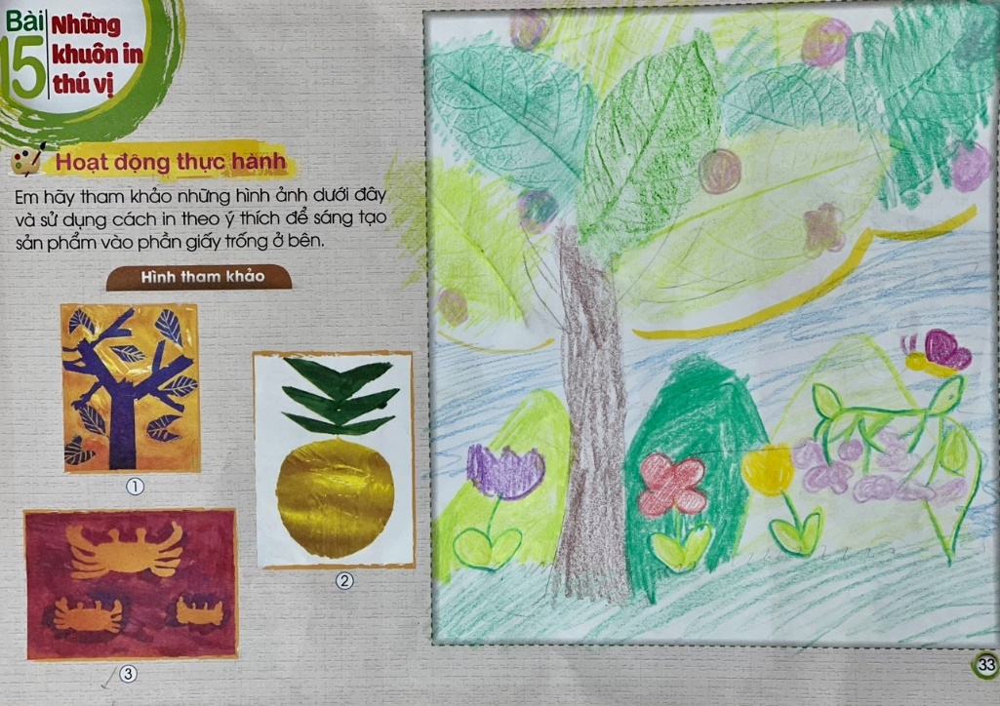 Bài
15
Những
khuôn in
thú vị
Hoạt động thực hành
Em hãy tham khảo những hình ảnh dưới đây
và sử dụng cách in theo ý thích để sáng tạo
sản phẩm vào phần giấy trống ở bên.
Hình tham khảo
1
2
3
33